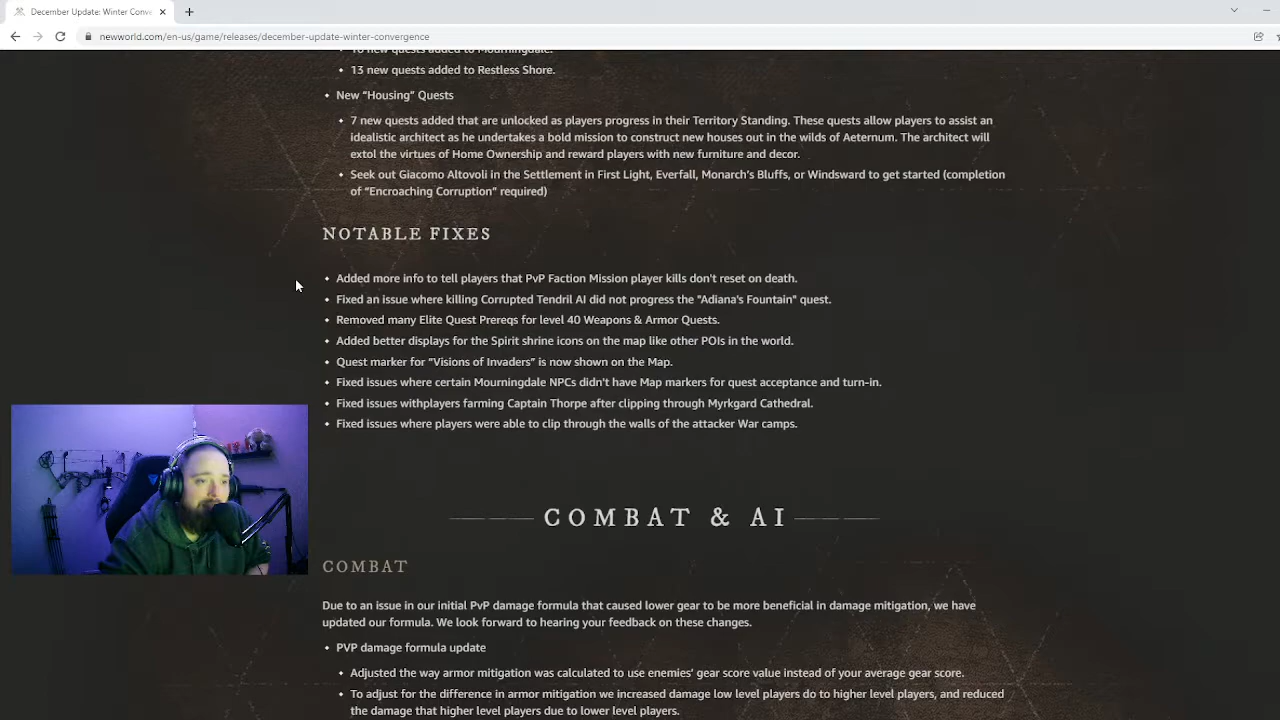 December Update: Winter Conve
newworld.com/en-us/game/releases/december-update-winter-convergence
16 new quests added to Mourningdale.
13 new quests added to Restless Shore.
New “Housing” Quests
7 new quests added that are unlocked as players progress in their Territory Standing. These quests allow players to assist an
idealistic architect as he undertakes a bold mission to construct new houses out in the wilds of Aeternum. The architect will
extol the virtues of Home Ownership and reward players with new furniture and decor.
Seek out Giacomo Altovoli in the Settlement in First Light, Everfall, Monarch's Bluffs, or Windsward to get started (completion
of “Encroaching Corruption” required)
NOTABLE FIXES
Added more info to tell players that PvP Faction Mission player kills don't reset on death.
Fixed an issue where killing Corrupted Tendril AI did not progress the "Adiana's Fountain" quest.
Removed many Elite Quest Prereqs for level 40 Weapons & Armor Quests.
Added better displays for the Spirit shrine icons on the map like other POIs in the world.
Quest marker for “Visions of Invaders” is now shown on the Map.
Fixed issues where certain Mourningdale NPCs didn't have Map markers for quest acceptance and turn-in.
Fixed issues withplayers farming Captain Thorpe after clipping through Myrkgard Cathedral.
Fixed issues where players were able to clip through the walls of the attacker War camps.
COMBAT & AI
COMBAT
Due to an issue in our initial PvP damage formula that caused lower gear to be more beneficial in damage mitigation, we have
updated our formula. We look forward to hearing your feedback on these changes.
PVP damage formula update
Adjusted the way armor mitigation was calculated to use enemies’ gear score value instead of your average gear score.
To adjust for the difference in armor mitigation we increased damage low level players do to higher level players, and reduced
the damage that higher level players due to lower level players.